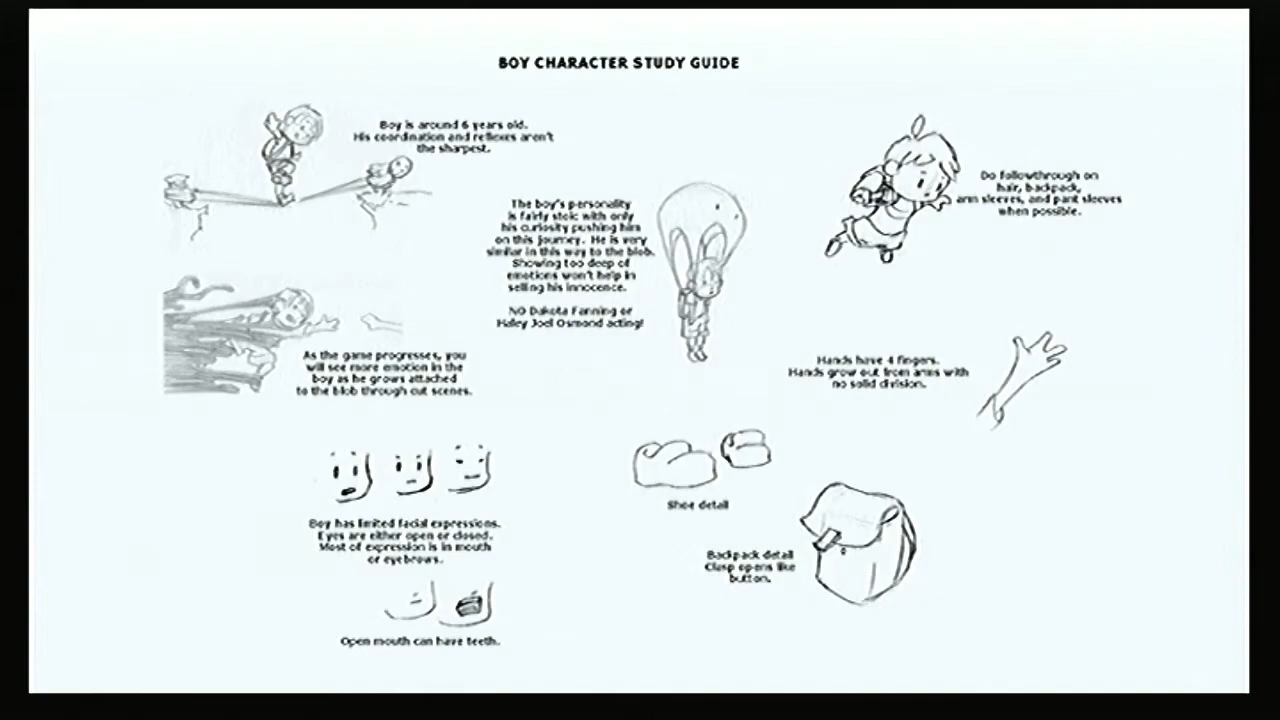 BOY CHARACTER STUDY GUIDE
Boy is around 6 years old.
His coordination and reflexes aren't
the sharpest.
The boy's personality
is fairly stoic with only
his curiosity pushing him
on this journey. He is very
similar in this way to the blob.
Showing too deep of
emotions won't help in
selling his innocence.
NO Dakota Fanning or
Haley Joel Osmond acting!
Do followthrough on
hair, backpack,
arm sleeves, and pant sleeves
when possible.
As the game progresses, you
will see more emotion in the
boy as he grows attached
to the blob through cut scenes.
Hands have 4 fingers.
Hands grow out from arms with
no solid division.
Boy has limited facial expressions.
Eyes are either open or closed.
Most of expression is in mouth
or eyebrows.
Open mouth can have teeth.
Shoe detail
Backpack detail
Clasp opens like
button.